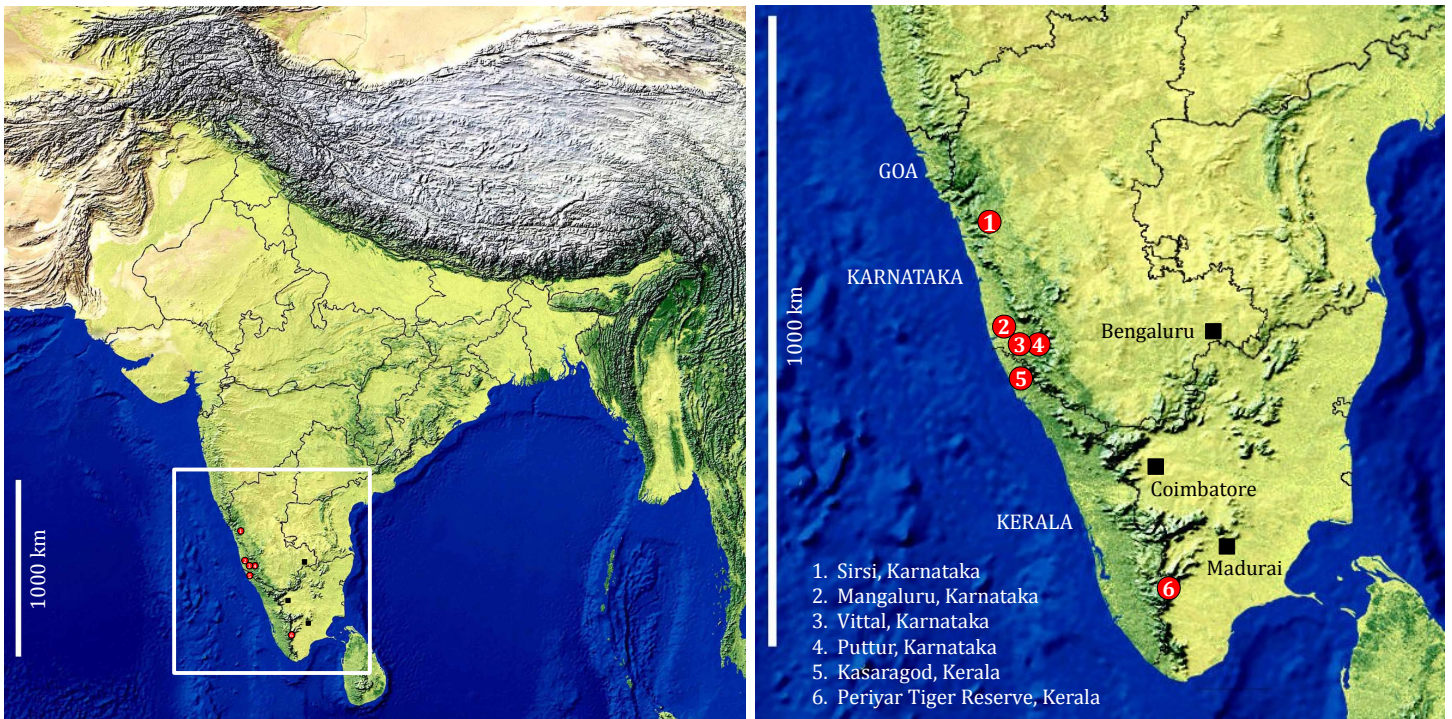 1000 km
1000 km
GOA
1
KARNATAKA
2
3
4
Bengaluru
5
Coimbatore
KERALA
Madurai
6
1. Sirsi, Karnataka
2. Mangaluru, Karnataka
3. Vittal, Karnataka
4. Puttur, Karnataka
5. Kasaragod, Kerala
6. Periyar Tiger Reserve, Kerala